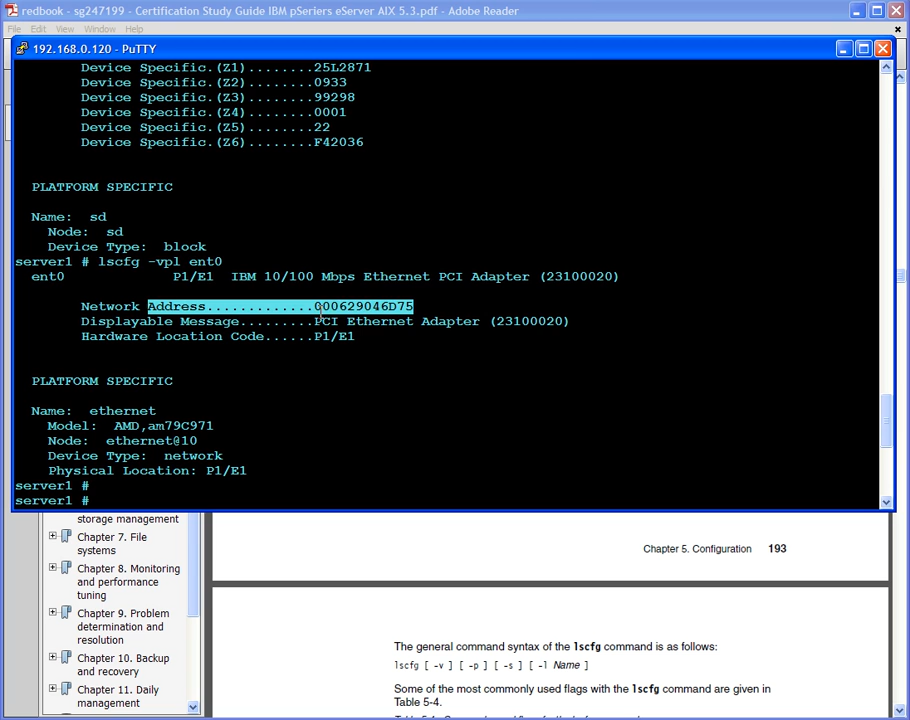 redbook - sg247199 - Certification Study Guide IBM pSeriers eServer AIX 5.3.pdf - Adobe Reader
File Edit View Window Help
192.168.0.120 - PuTTY
Device Specific.(Z1)........25L2871
Device Specific.(Z2)........0933
Device Specific.(Z3)........99298
Device Specific.(Z4)........0001
Device Specific.(Z5)........22
Device Specific.(Z6)........F42036
PLATFORM SPECIFIC
Name:  sd
Node:  sd
Device Type:  block
server1 # lscfg -vpl ent0
ent0             P1/E1  IBM 10/100 Mbps Ethernet PCI Adapter (23100020)
Network Address.............000629046D75
Displayable Message.........PCI Ethernet Adapter (23100020)
Hardware Location Code......P1/E1
PLATFORM SPECIFIC
Name:  ethernet
Model:  AMD,am79C971
Node:  ethernet@10
Device Type:  network
Physical Location: P1/E1
server1 #
server1 #
storage management
Chapter 7. File
systems
Chapter 8. Monitoring
and performance
tuning
Chapter 9. Problem
determination and
resolution
Chapter 10. Backup
and recovery
Chapter 11. Daily
management
Chapter 5. Configuration 193
The general command syntax of the lscfg command is as follows:
lscfg [ -v ] [ -p ] [ -s ] [ -l Name ]
Some of the most commonly used flags with the lscfg command are given in
Table 5-4.